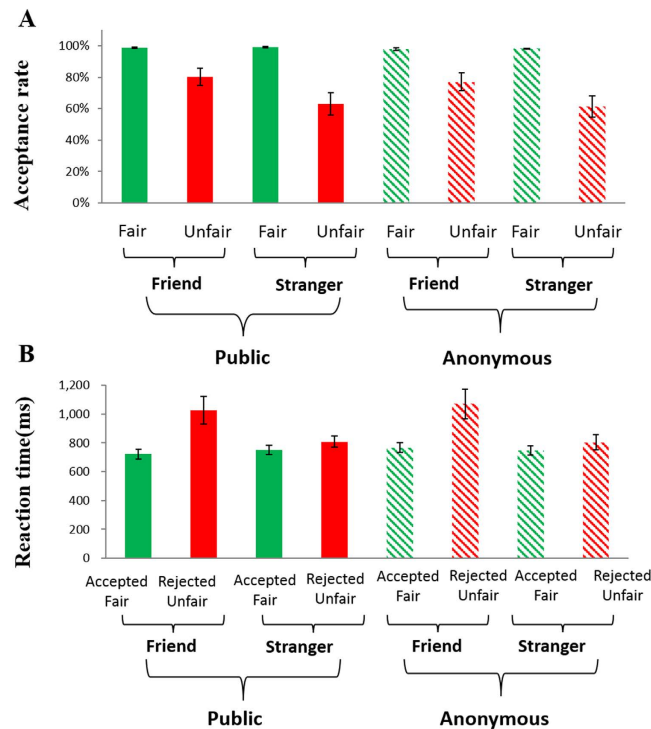 A
Acceptance rate
100%
80%
60%
40%
20%
0%
Fair Unfair Fair Unfair Fair Unfair Fair Unfair
Friend Stranger Friend Stranger
Public Anonymous
B
Reaction time(ms)
1,200
1,000
800
600
400
200
0
Accepted Rejected Accepted Rejected Accepted Rejected Accepted Rejected
Fair Unfair Fair Unfair Fair Unfair Fair Unfair
Friend Stranger Friend Stranger
Public Anonymous